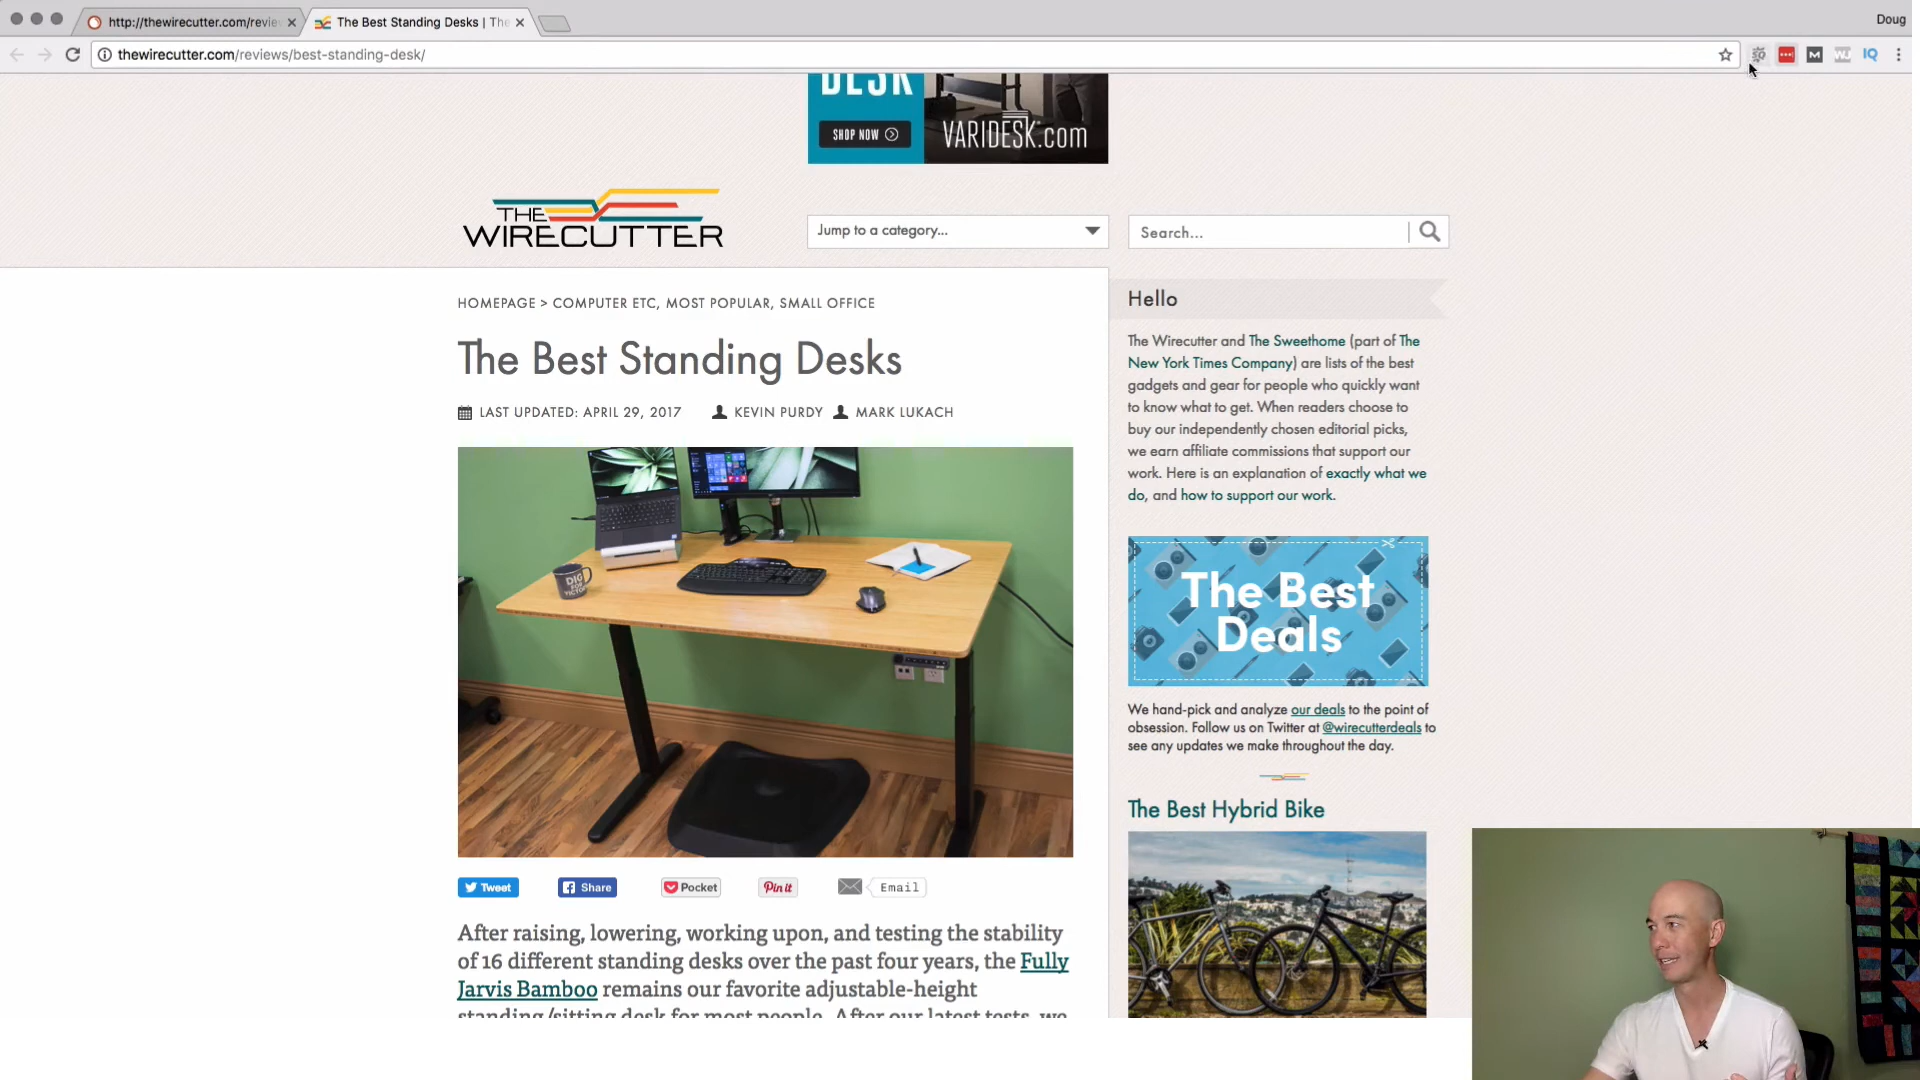 http://thewirecutter.com/revie
The Best Standing Desks | The
Doug
thewirecutter.com/reviews/best-standing-desk/
IQ
DESK
SHOP NOW
VARIDESK.com
THE
WIRECUTTER
Jump to a category...
Search...
HOMEPAGE > COMPUTER ETC, MOST POPULAR, SMALL OFFICE
The Best Standing Desks
LAST UPDATED: APRIL 29, 2017 KEVIN PURDY MARK LUKACH
DIG
FOR
VICTORY
Tweet
Share
Pocket
Pin it
Email
After raising, lowering, working upon, and testing the stability
of 16 different standing desks over the past four years, the Fully
Jarvis Bamboo remains our favorite adjustable-height
standing/sitting desk for most people. After our latest tests, we
Hello
The Wirecutter and The Sweethome (part of The
New York Times Company) are lists of the best
gadgets and gear for people who quickly want
to know what to get. When readers choose to
buy our independently chosen editorial picks,
we earn affiliate commissions that support our
work. Here is an explanation of exactly what we
do, and how to support our work.
The Best
Deals
We hand-pick and analyze our deals to the point of
obsession. Follow us on Twitter at @wirecutterdeals to
see any updates we make throughout the day.
The Best Hybrid Bike